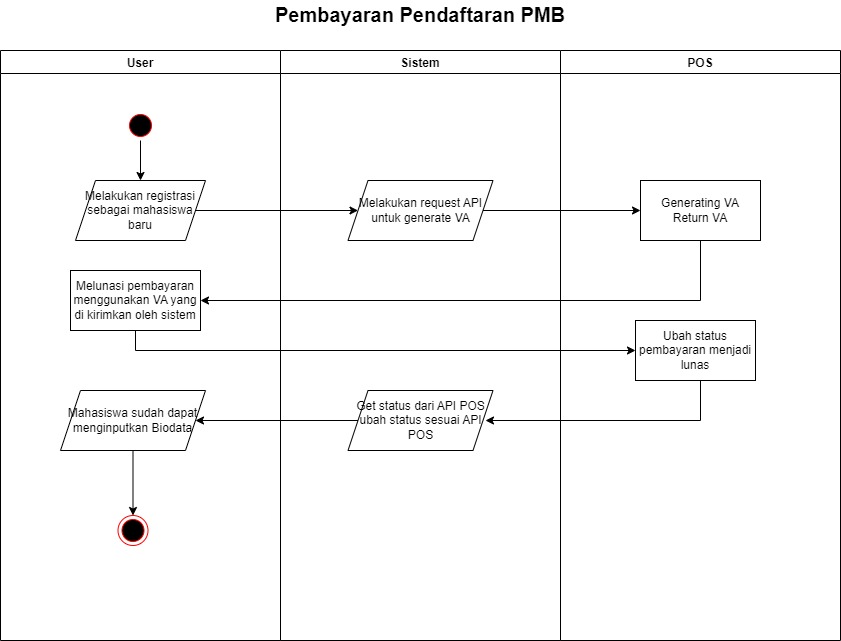 Pembayaran Pendaftaran PMB
User
Sistem
POS
Melakukan registrasi
sebagai mahasiswa
baru
Melakukan request API
untuk generate VA
Generating VA
Return VA
Melunasi pembayaran
menggunakan VA yang
di kirimkan oleh sistem
Ubah status
pembayaran menjadi
lunas
Mahasiswa sudah dapat
menginputkan Biodata
Get status dari API POS
ubah status sesuai API
POS